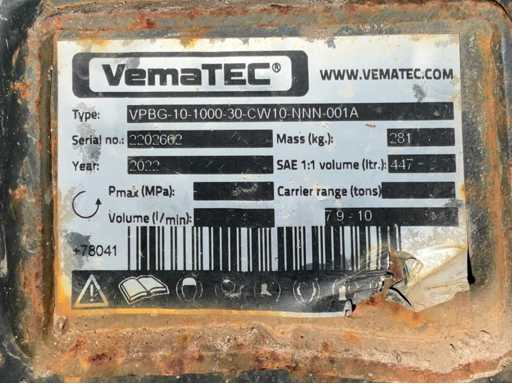 VemaTEC®
WWW.VEMATEC.COM
Type: VPBG-10-1000-30-CW10-NNN-001A
Serial no.: 2202662 Mass (kg.): 281
Year: 2022 SAE 1:1 volume (ltr.): 447
Pmax (MPa): Carrier range (tons)
Volume (l/min): - 7 9 - 10
+78041